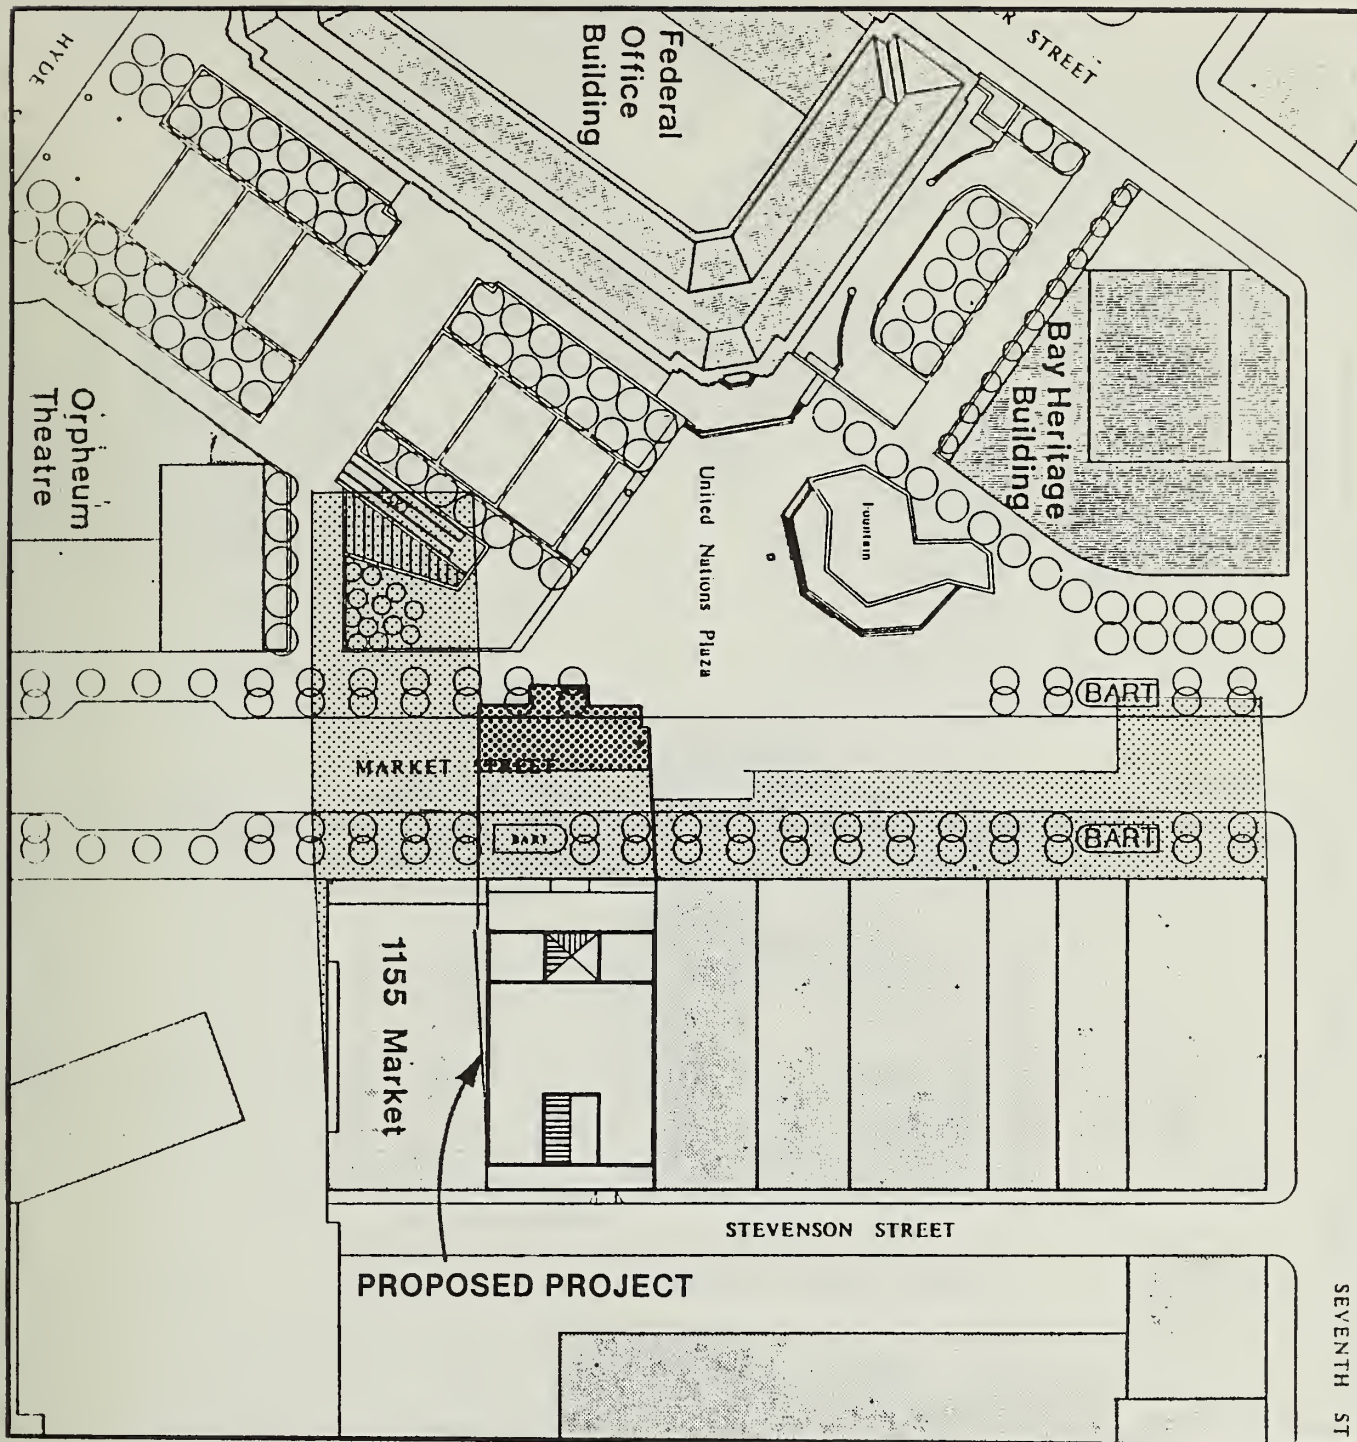 HYDE
Federal
Office
Building
ER STREET
Bay Heritage
Building
Orpheum
Theatre
United Nations Plaza
fountain
BART
MARKET STREET
BART
BART
1155 Market
STEVENSON STREET
PROPOSED PROJECT
SEVENTH ST